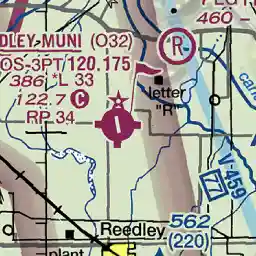 DLEY MUNI (O32)
OS-3PT 120.175
386 *L 33
122.7 C
RP 34
R
460 -
letter
"R"
V-459
Reedley
562
(220)
plant